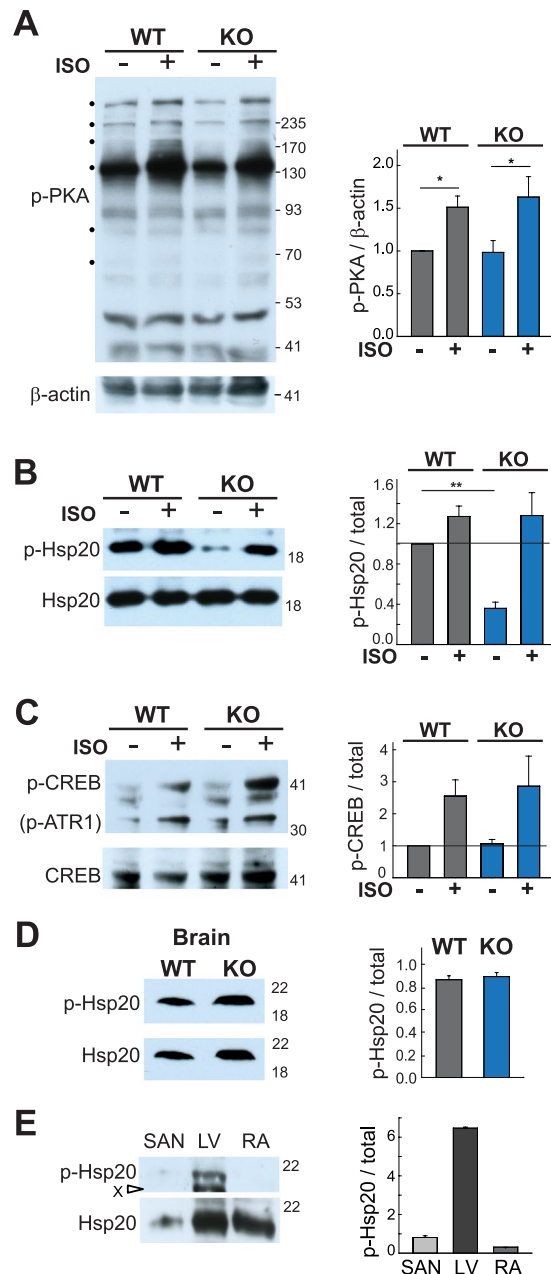 A
WT KO
ISO - + - +
235
170
130
p-PKA
93
70
53
41
β-actin
41
WT KO
2.0
1.5
1.0
0.5
0.0
p-PKA / β-actin
* *
ISO - + - +
B
WT KO
ISO - + - +
p-Hsp20
18
Hsp20
18
WT KO
**
1.6
1.2
0.8
0.4
0.0
p-Hsp20 / total
ISO - + - +
C
WT KO
ISO - + - +
p-CREB
41
(p-ATR1)
30
CREB
41
WT KO
4
3
2
1
0
p-CREB / total
ISO - + - +
D
Brain
WT KO
p-Hsp20
22
18
Hsp20
22
18
WT KO
1.0
0.8
0.6
0.4
0.2
0.0
p-Hsp20 / total
E
SAN LV RA
p-Hsp20
22
x
Hsp20
22
6
4
2
0
p-Hsp20 / total
SAN LV RA